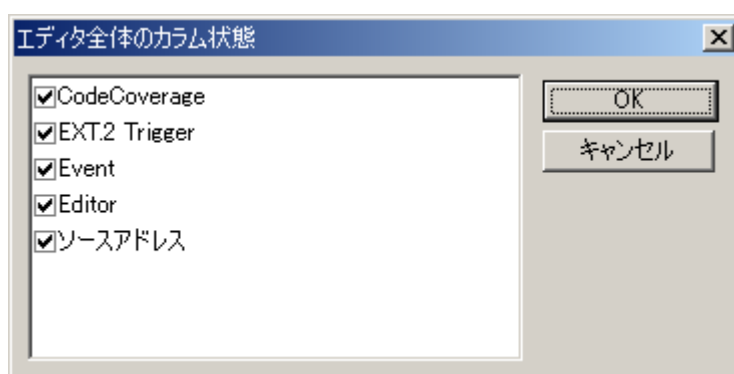 エディタ全体のカラム状態
CodeCoverage
EXT.2 Trigger
Event
Editor
ソースアドレス
OK
キャンセル